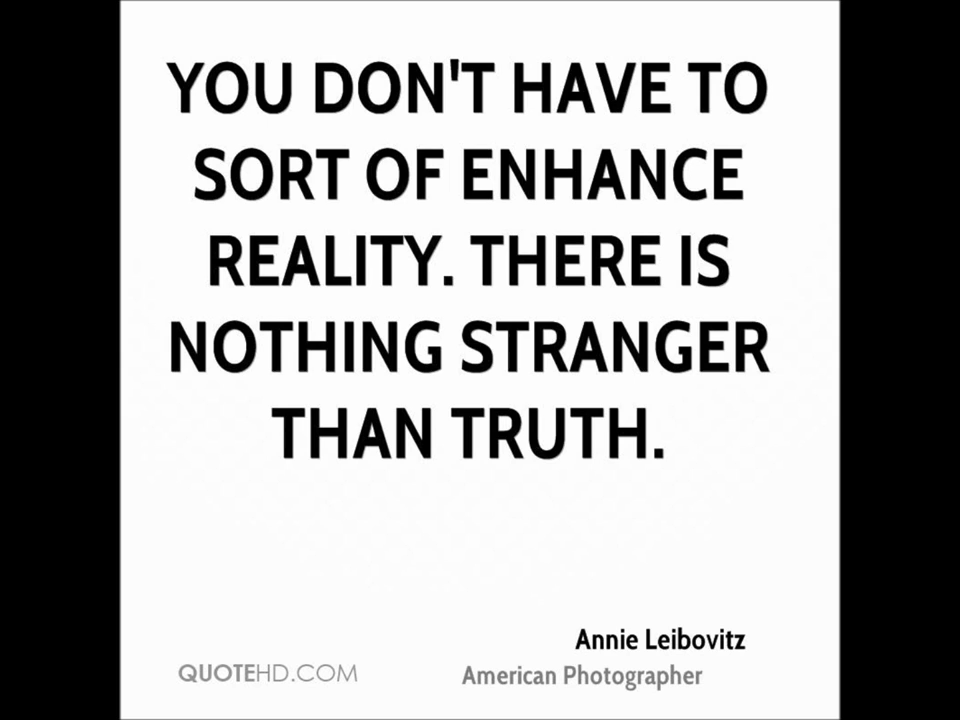 YOU DON'T HAVE TO
SORT OF ENHANCE
REALITY. THERE IS
NOTHING STRANGER
THAN TRUTH.
Annie Leibovitz
QUOTEHD.COM
American Photographer